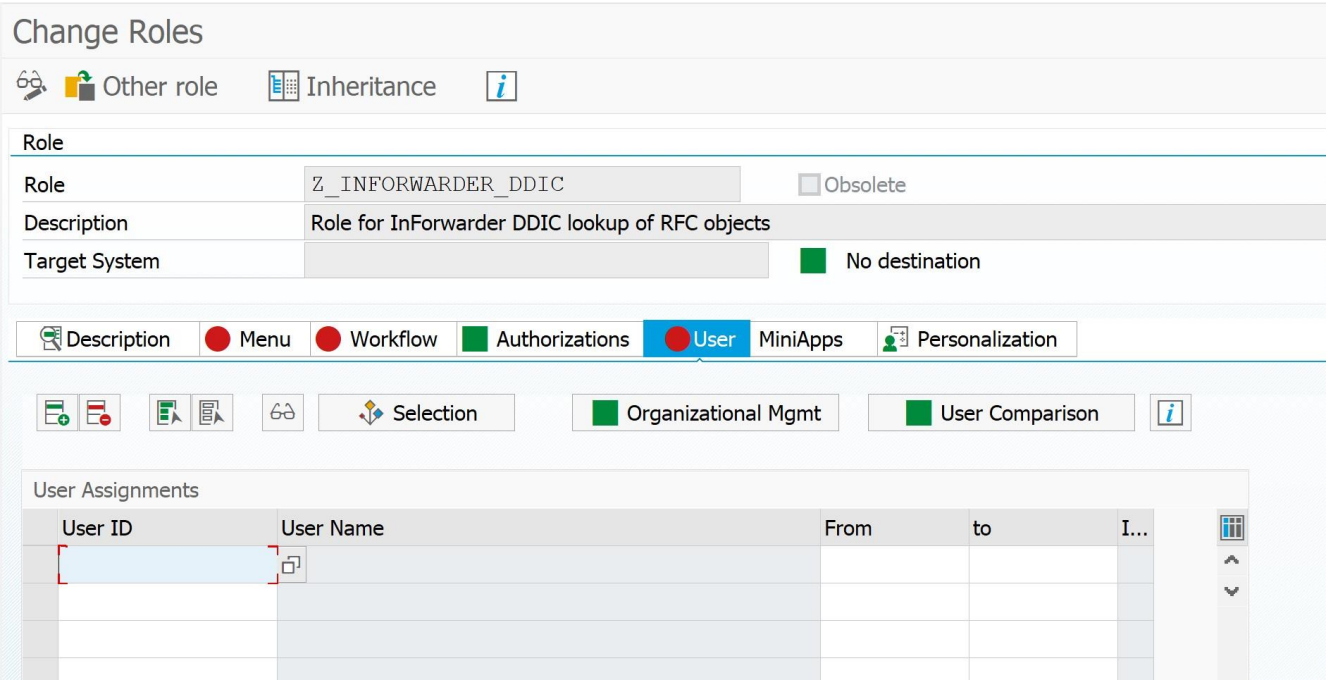 Change Roles
Other role Inheritance i
Role
Role Z_INFORWARDER_DDIC Obsolete
Description Role for InForwarder DDIC lookup of RFC objects
Target System No destination
Description Menu Workflow Authorizations User MiniApps Personalization
Selection Organizational Mgmt User Comparison i
User Assignments
User ID User Name From to I...